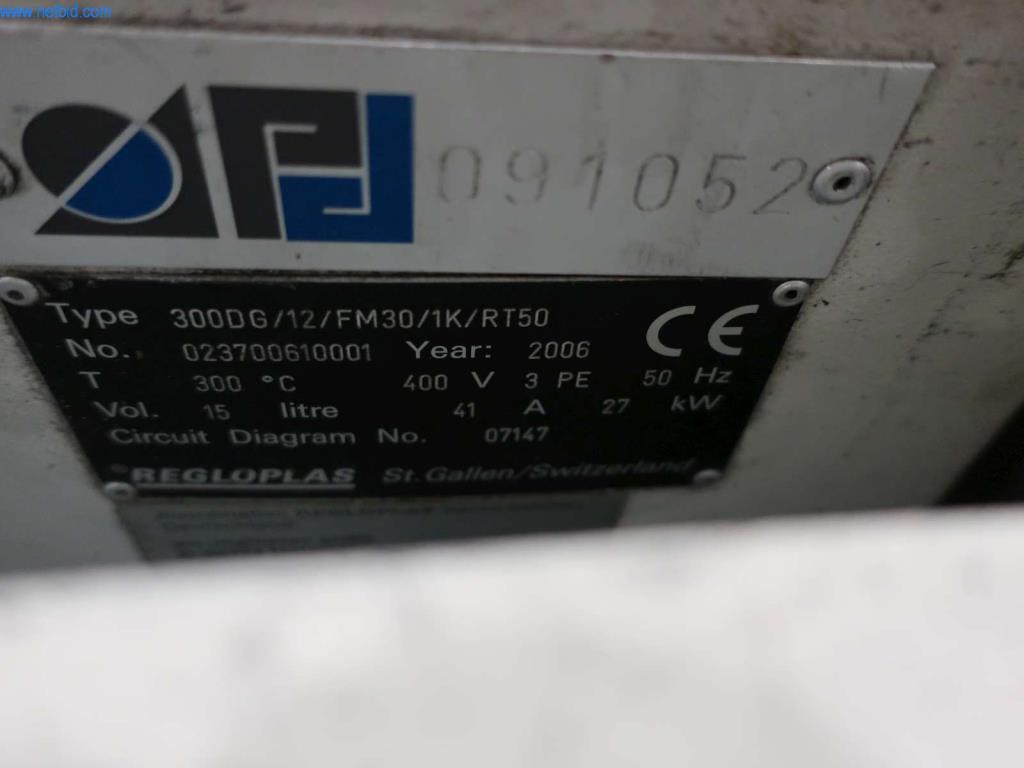 www.netbid.com
091052
Type 300DG/12/FM30/1K/RT50
No. 023700610001 Year: 2006 CE
T 300 °C 400 V 3 PE 50 Hz
Vol. 15 litre 41 A 27 kW
Circuit Diagram No. 07147
REGLOPLAS St.Gallen/Switzerland